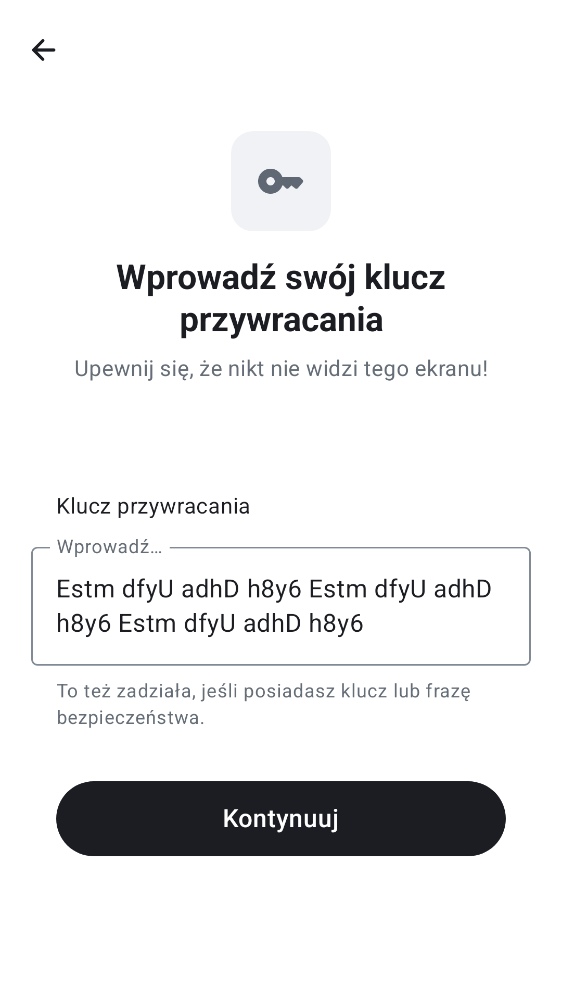 Wprowadź swój klucz
przywracania
Upewnij się, że nikt nie widzi tego ekranu!
Klucz przywracania
Wprowadź...
Estm dfyU adhD h8y6 Estm dfyU adhD
h8y6 Estm dfyU adhD h8y6
To też zadziała, jeśli posiadasz klucz lub frazę
bezpieczeństwa.
Kontynuuj